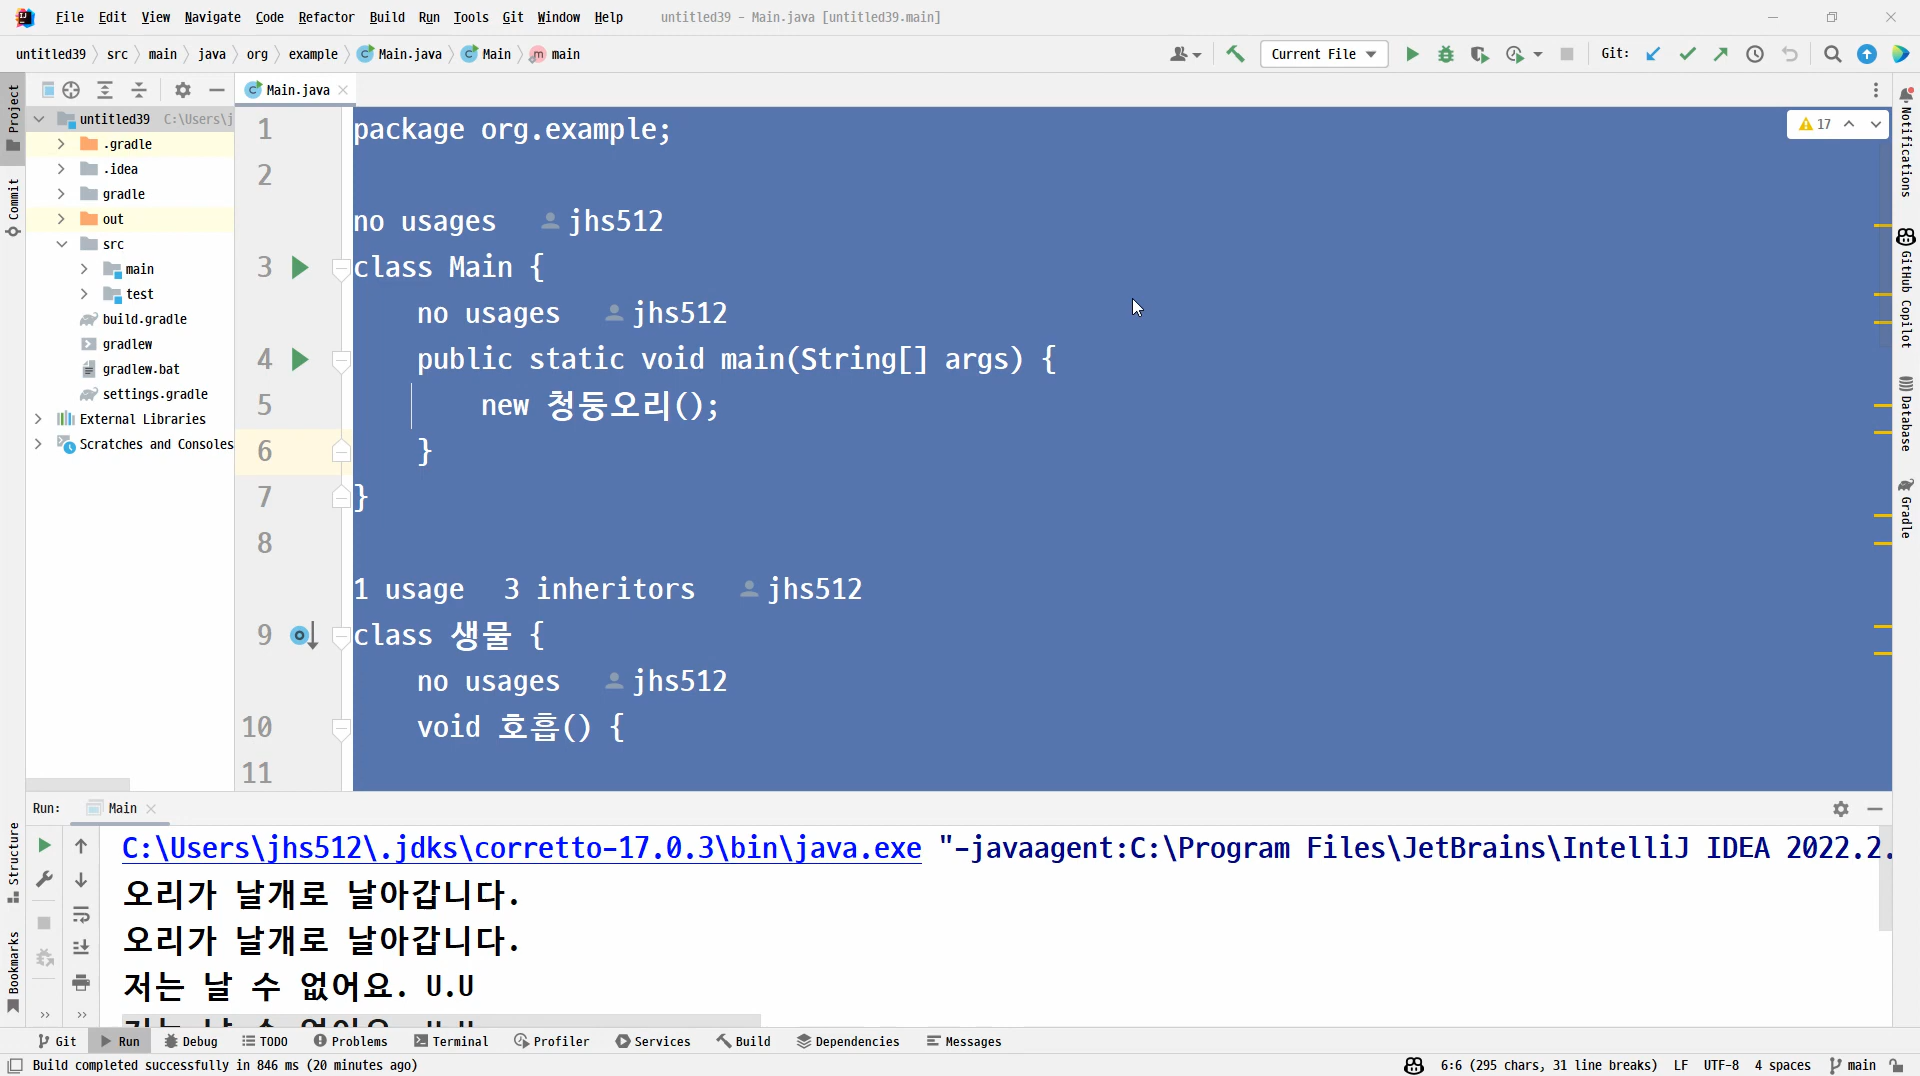 File Edit View Navigate Code Refactor Build Run Tools Git Window Help untitled39 - Main.java [untitled39.main]
untitled39 src main java org example Main.java Main main Current File Git:
Main.java
Project
Commit
Structure
Bookmarks
untitled39 C:\Users\j
.gradle
.idea
gradle
out
src
main
test
build.gradle
gradlew
gradlew.bat
settings.gradle
External Libraries
Scratches and Consoles
17
1 package org.example;
2
no usages jhs512
3 class Main {
no usages jhs512
4 public static void main(String[] args) {
5 new 청둥오리();
6 }
7 }
8
1 usage 3 inheritors jhs512
9 class 생물 {
no usages jhs512
10 void 호흡() {
11
Notifications
GitHub Copilot
Database
Gradle
Run: Main
C:\Users\jhs512\.jdks\corretto-17.0.3\bin\java.exe "-javaagent:C:\Program Files\JetBrains\IntelliJ IDEA 2022.2.
오리가 날개로 날아갑니다.
오리가 날개로 날아갑니다.
저는 날 수 없어요. U.U
Git Run Debug TODO Problems Terminal Profiler Services Build Dependencies Messages
Build completed successfully in 846 ms (20 minutes ago) 6:6 (295 chars, 31 line breaks) LF UTF-8 4 spaces main